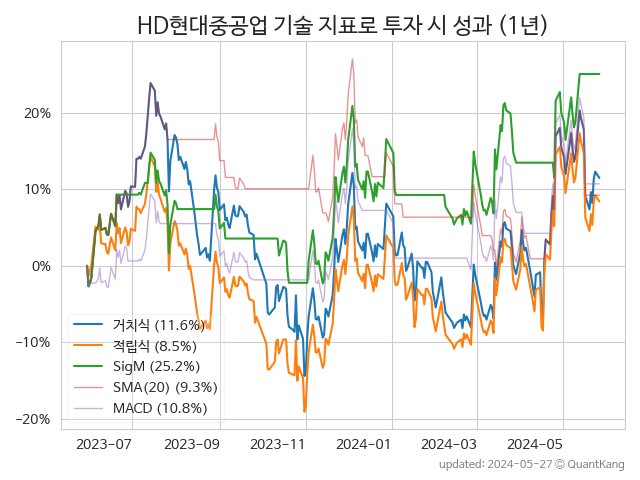 HD현대중공업 기술 지표로 투자 시 성과 (1년)
20%
10%
0%
−10%
−20%
거치식 (11.6%)
적립식 (8.5%)
SigM (25.2%)
SMA(20) (9.3%)
MACD (10.8%)
2023-07
2023-09
2023-11
2024-01
2024-03
2024-05
updated: 2024-05-27 © QuantKang